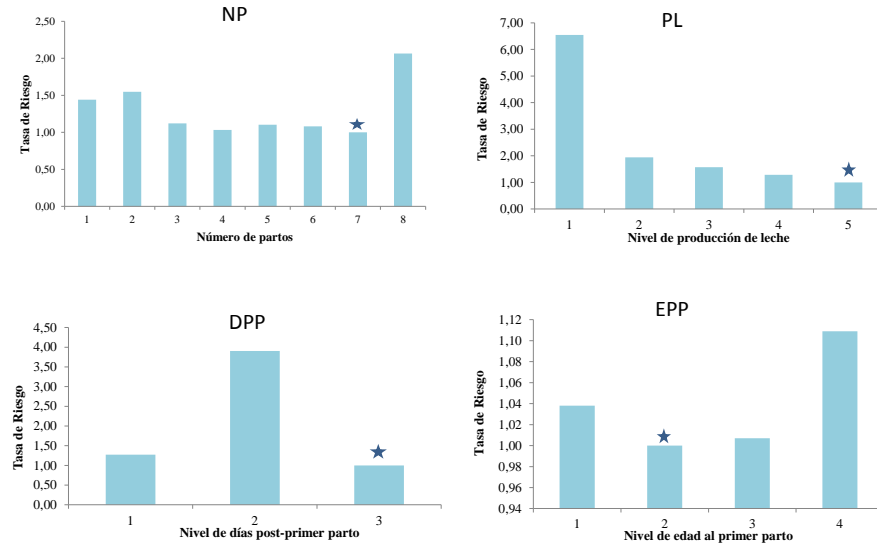 NP
2,50
2,00
1,50
1,00
0,50
0,00
Tasa de Riesgo
1 2 3 4 5 6 7 8
Número de partos
PL
7,00
6,00
5,00
4,00
3,00
2,00
1,00
0,00
Tasa de Riesgo
1 2 3 4 5
Nivel de producción de leche
DPP
4,50
4,00
3,50
3,00
2,50
2,00
1,50
1,00
0,50
0,00
Tasa de Riesgo
1 2 3
Nivel de días post-primer parto
EPP
1,12
1,10
1,08
1,06
1,04
1,02
1,00
0,98
0,96
0,94
Tasa de Riesgo
1 2 3 4
Nivel de edad al primer parto